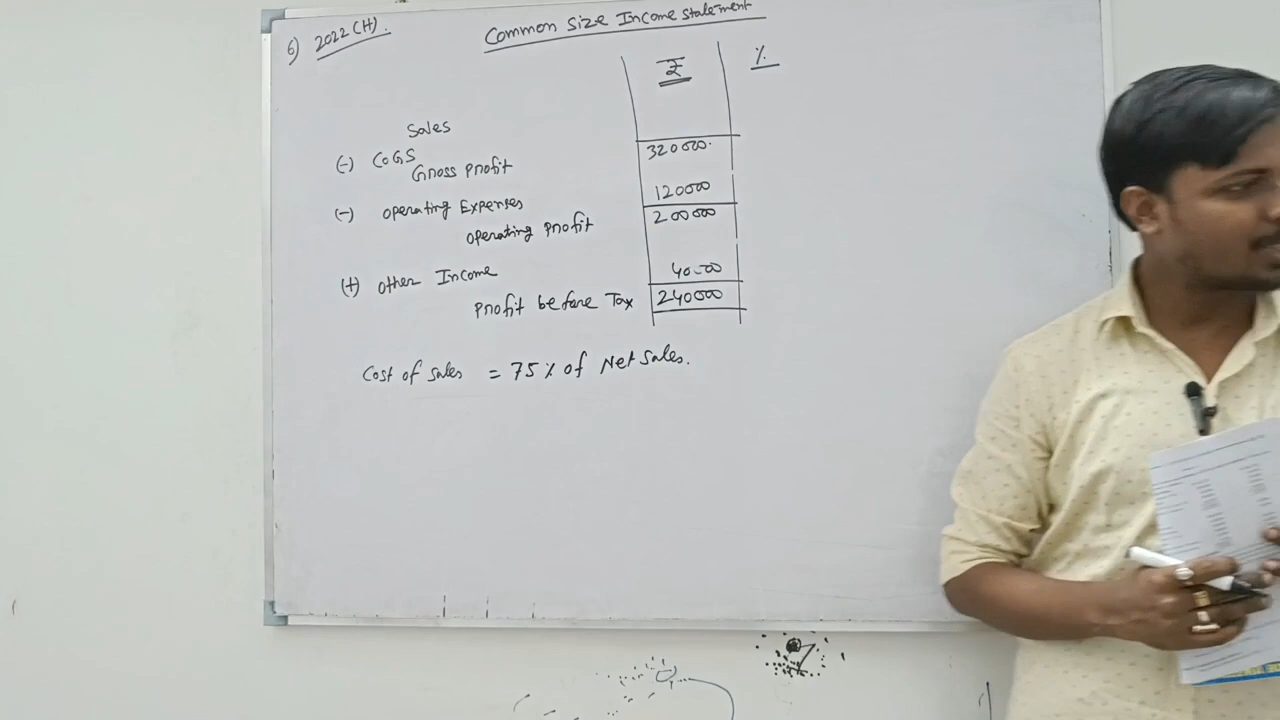 6) 2022 (H).
Common Size Income Statement
₹ %
Sales
(-) COGS
Gross Profit 320000.
(-) Operating Expenses 120000
Operating Profit 200000
(+) Other Income 40000
Profit before Tax 240000
Cost of Sales = 75% of Net Sales.